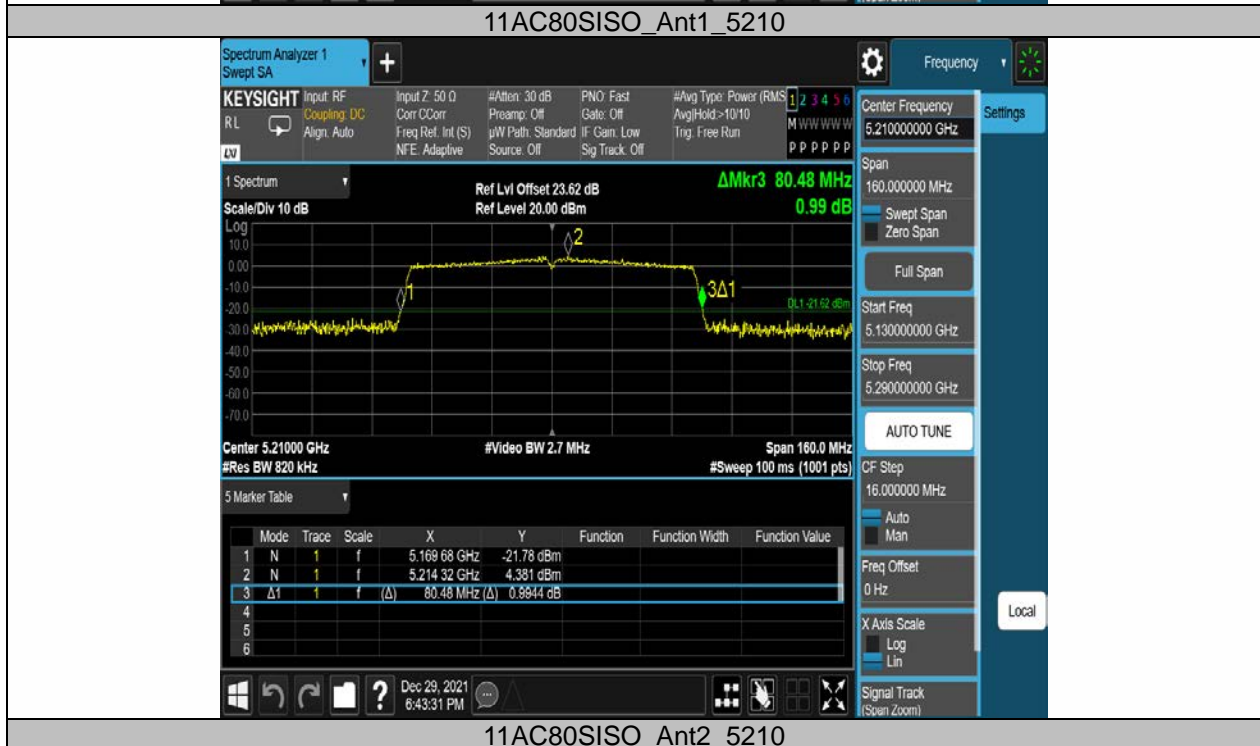 11AC80SISO_Ant1_5210
Spectrum Analyzer 1
Swept SA
+
Frequency
KEYSIGHT
RL
LXI
Input: RF
Coupling: DC
Align: Auto
Input Z: 50 Ω
Corr CCorr
Freq Ref: Int (S)
NFE: Adaptive
#Atten: 30 dB
Preamp: Off
µW Path: Standard
Source: Off
PNO: Fast
Gate: Off
IF Gain: Low
Sig Track: Off
#Avg Type: Power (RMS
Avg|Hold:>10/10
Trig: Free Run
1 2 3 4 5 6
M W W W W W
P P P P P P
1 Spectrum
Scale/Div 10 dB
Ref Lvl Offset 23.62 dB
Ref Level 20.00 dBm
ΔMkr3 80.48 MHz
0.99 dB
Log
10.0
0.00
-10.0
-20.0
-30.0
-40.0
-50.0
-60.0
-70.0
2
1
3Δ1
DL1 -21.62 dBm
Center 5.21000 GHz
#Video BW 2.7 MHz
Span 160.0 MHz
#Res BW 820 kHz
#Sweep 100 ms (1001 pts)
5 Marker Table
Mode Trace Scale X Y Function Function Width Function Value
1 N 1 f 5.169 68 GHz -21.78 dBm
2 N 1 f 5.214 32 GHz 4.381 dBm
3 Δ1 1 f (Δ) 80.48 MHz (Δ) 0.9944 dB
4
5
6
?
Dec 29, 2021
6:43:31 PM
Center Frequency
5.210000000 GHz
Settings
Span
160.000000 MHz
Swept Span
Zero Span
Full Span
Start Freq
5.130000000 GHz
Stop Freq
5.290000000 GHz
AUTO TUNE
CF Step
16.000000 MHz
Auto
Man
Freq Offset
0 Hz
X Axis Scale
Log
Lin
Local
Signal Track
(Span Zoom)
11AC80SISO_Ant2_5210